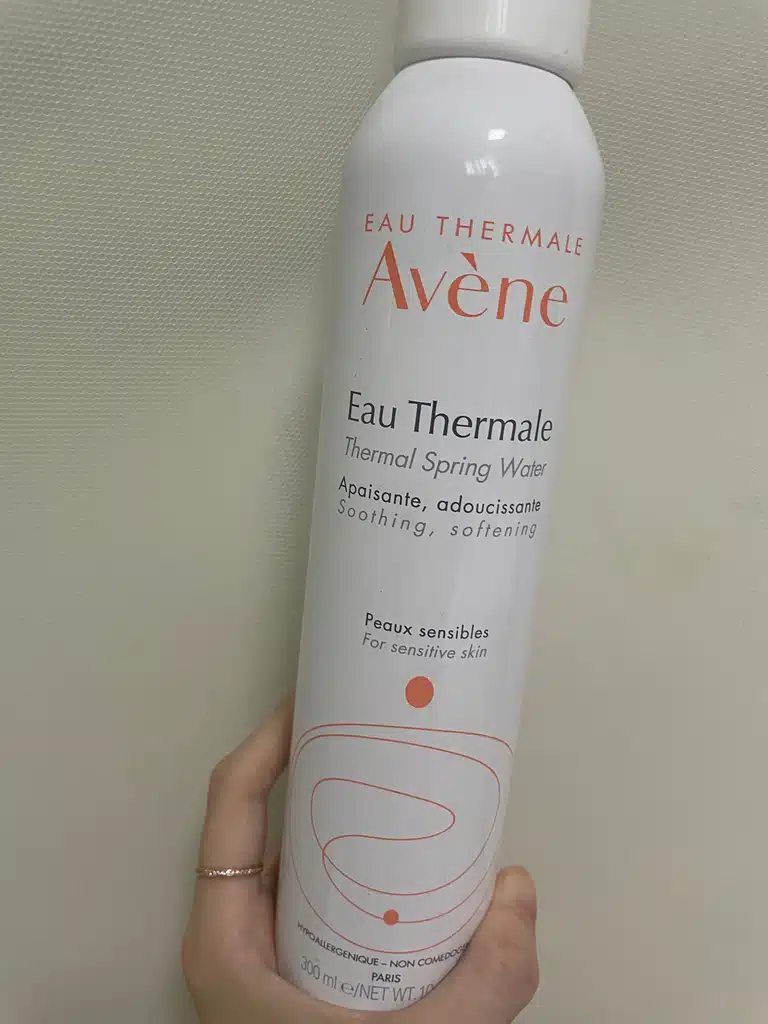 EAU THERMALE
Avène
Eau Thermale
Thermal Spring Water
Apaisante, adoucissante
Soothing, softening
Peaux sensibles
For sensitive skin
HYPOALLERGENIQUE – NON
PARIS
300 ml e/NET WT.